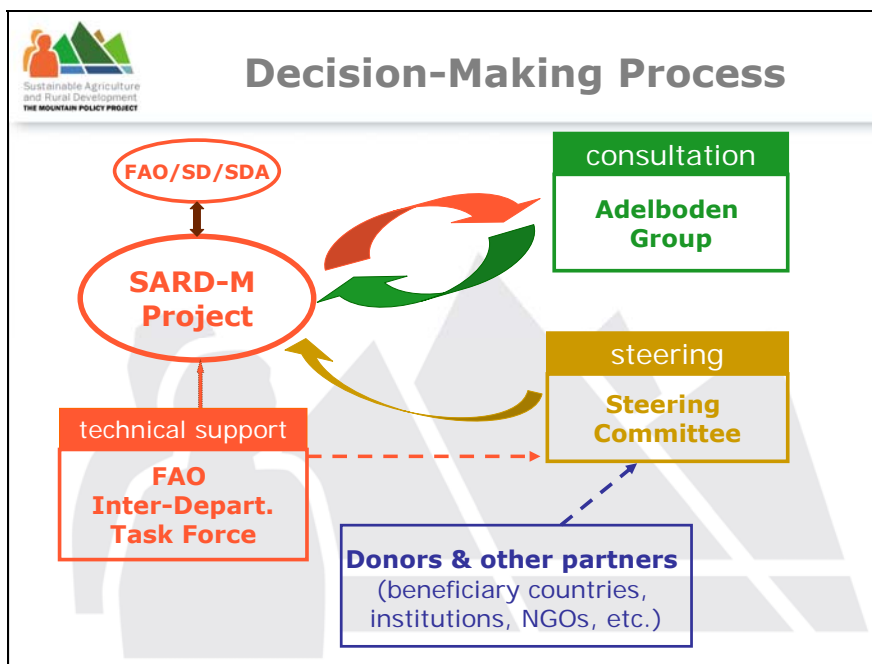 Sustainable Agriculture
and Rural Development
THE MOUNTAIN POLICY PROJECT
Decision-Making Process
FAO/SD/SDA
SARD-M
Project
consultation
Adelboden
Group
steering
Steering
Committee
technical support
FAO
Inter-Depart.
Task Force
Donors & other partners
(beneficiary countries,
institutions, NGOs, etc.)